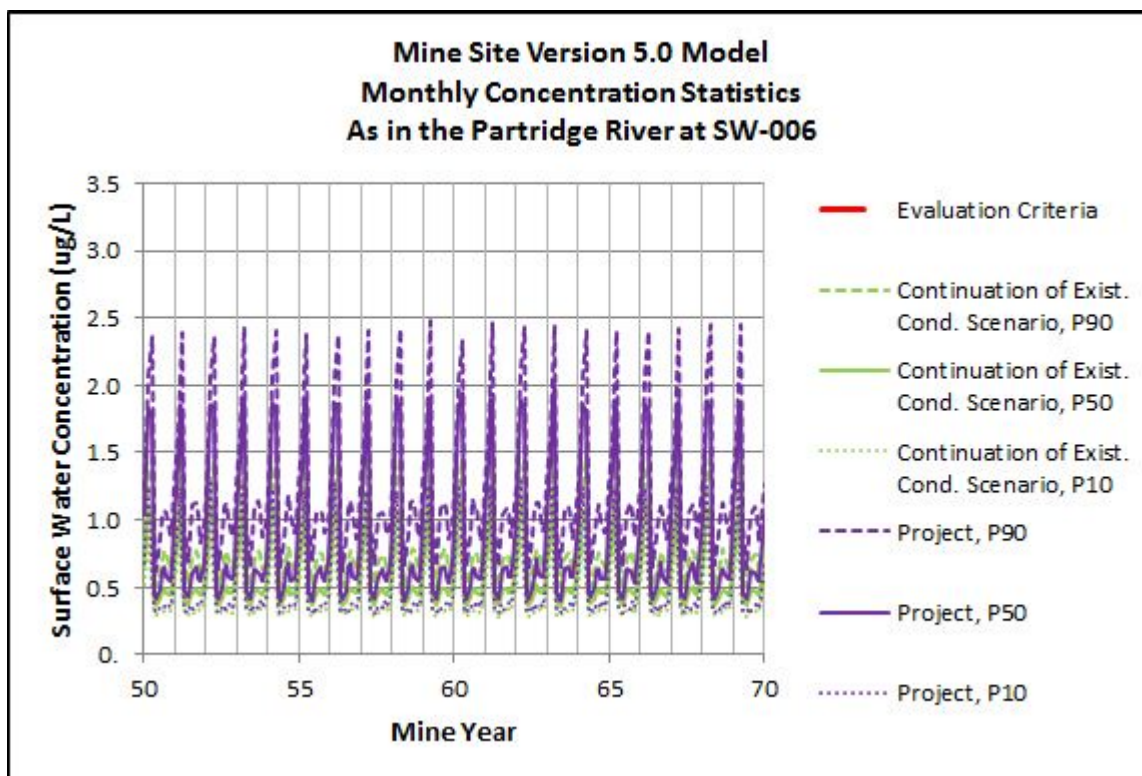 Mine Site Version 5.0 Model
Monthly Concentration Statistics
As in the Partridge River at SW-006
Surface Water Concentration (ug/L)
3.5
3.0
2.5
2.0
1.5
1.0
0.5
0.
50
55
60
65
70
Mine Year
Evaluation Criteria
Continuation of Exist.
Cond. Scenario, P90
Continuation of Exist.
Cond. Scenario, P50
Continuation of Exist.
Cond. Scenario, P10
Project, P90
Project, P50
Project, P10